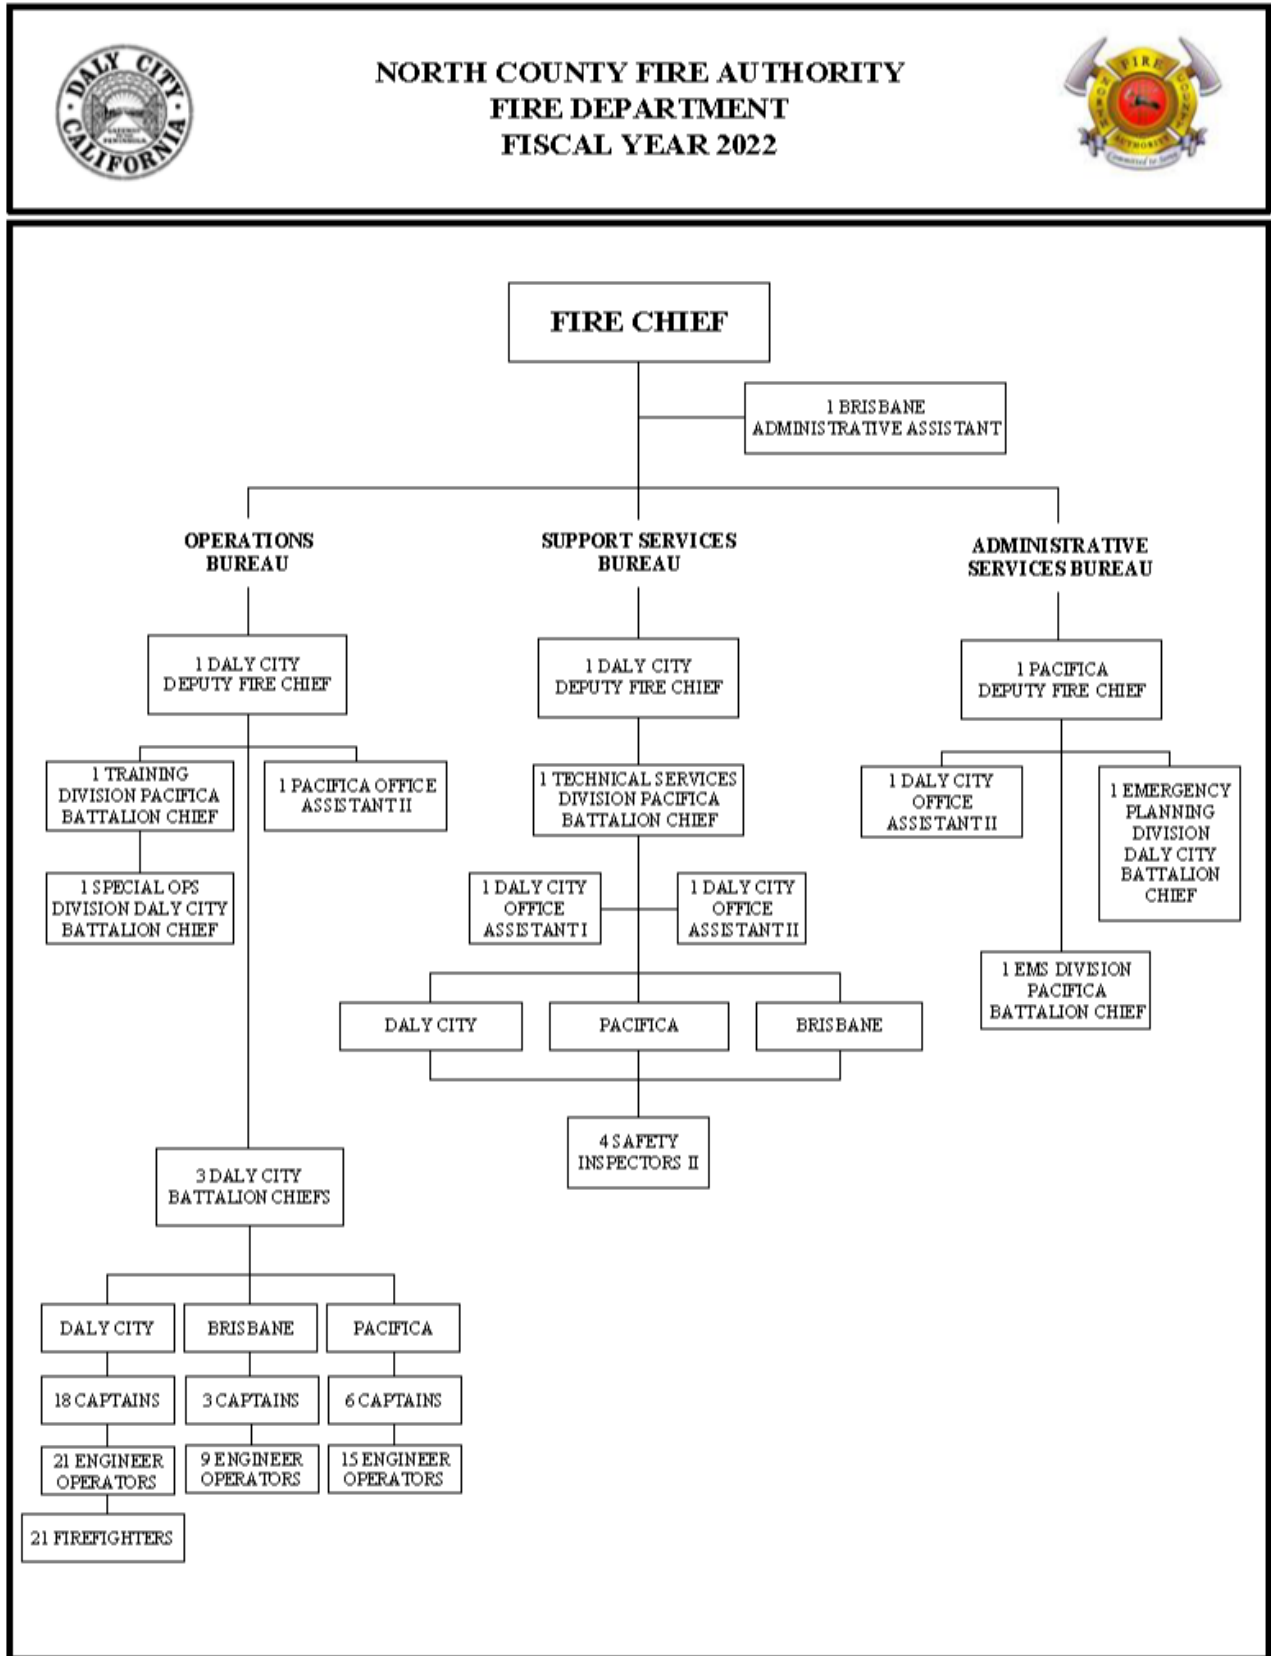 DALY CITY
CALIFORNIA
NORTH COUNTY FIRE AUTHORITY
FIRE DEPARTMENT
FISCAL YEAR 2022
FIRE
NORTH
COUNTY
AUTHORITY
Committed to Serve
FIRE CHIEF
1 BRISBANE
ADMINISTRATIVE ASSISTANT
OPERATIONS
BUREAU
SUPPORT SERVICES
BUREAU
ADMINISTRATIVE
SERVICES BUREAU
1 DALY CITY
DEPUTY FIRE CHIEF
1 DALY CITY
DEPUTY FIRE CHIEF
1 PACIFICA
DEPUTY FIRE CHIEF
1 TRAINING
DIVISION PACIFICA
BATTALION CHIEF
1 PACIFICA OFFICE
ASSISTANT II
1 TECHNICAL SERVICES
DIVISION PACIFICA
BATTALION CHIEF
1 DALY CITY
OFFICE
ASSISTANT II
1 EMERGENCY
PLANNING
DIVISION
DALY CITY
BATTALION
CHIEF
1 SPECIAL OPS
DIVISION DALY CITY
BATTALION CHIEF
1 DALY CITY
OFFICE
ASSISTANT I
1 DALY CITY
OFFICE
ASSISTANT II
1 EMS DIVISION
PACIFICA
BATTALION CHIEF
DALY CITY
PACIFICA
BRISBANE
4 SAFETY
INSPECTORS II
3 DALY CITY
BATTALION CHIEFS
DALY CITY
BRISBANE
PACIFICA
18 CAPTAINS
3 CAPTAINS
6 CAPTAINS
21 ENGINEER
OPERATORS
9 ENGINEER
OPERATORS
15 ENGINEER
OPERATORS
21 FIREFIGHTERS